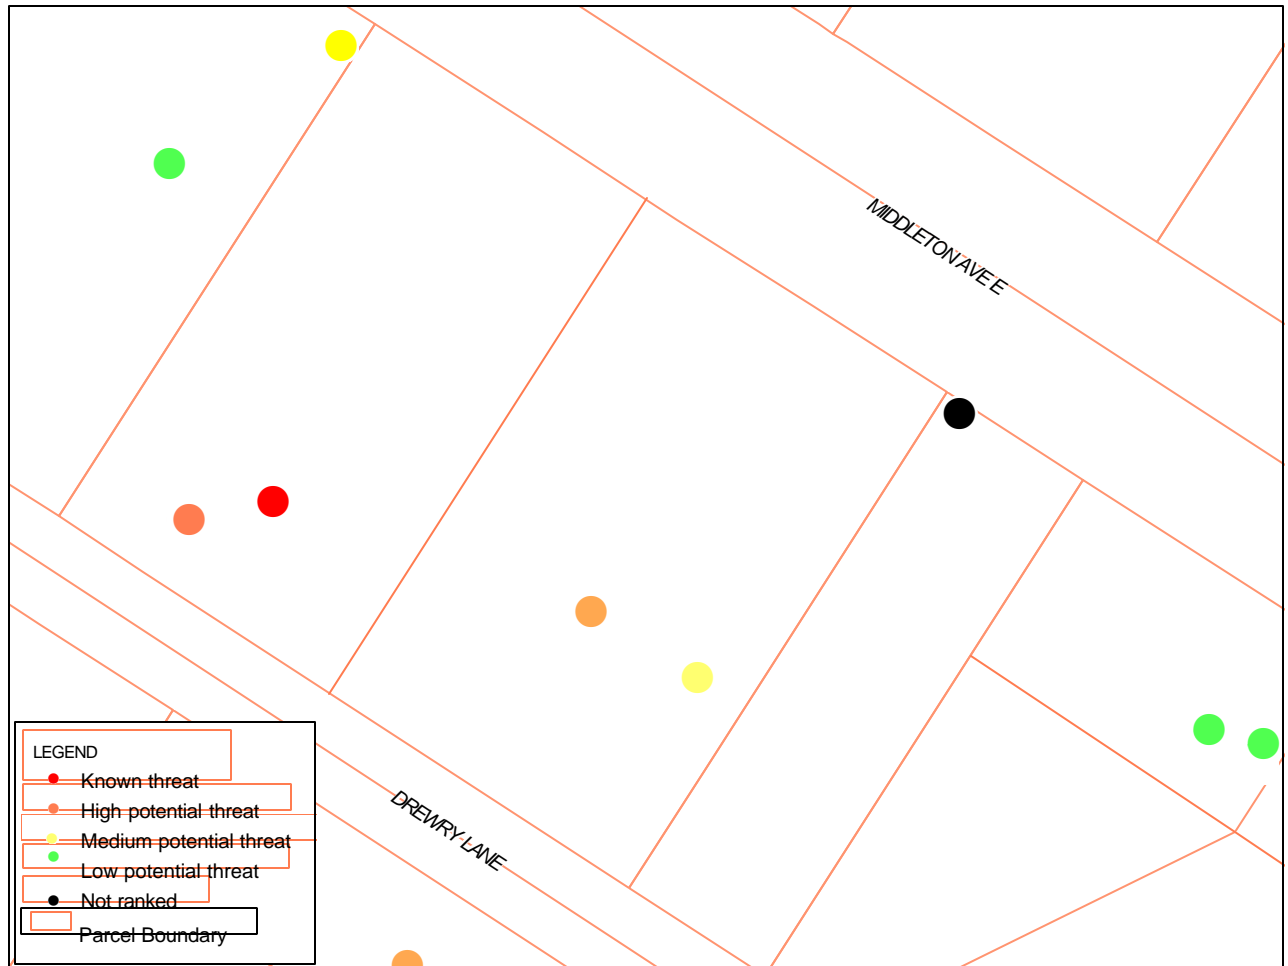 MIDDLETON AVE E
LEGEND
Known threat
High potential threat
Medium potential threat
Low potential threat
Not ranked
Parcel Boundary
DREWRY LANE